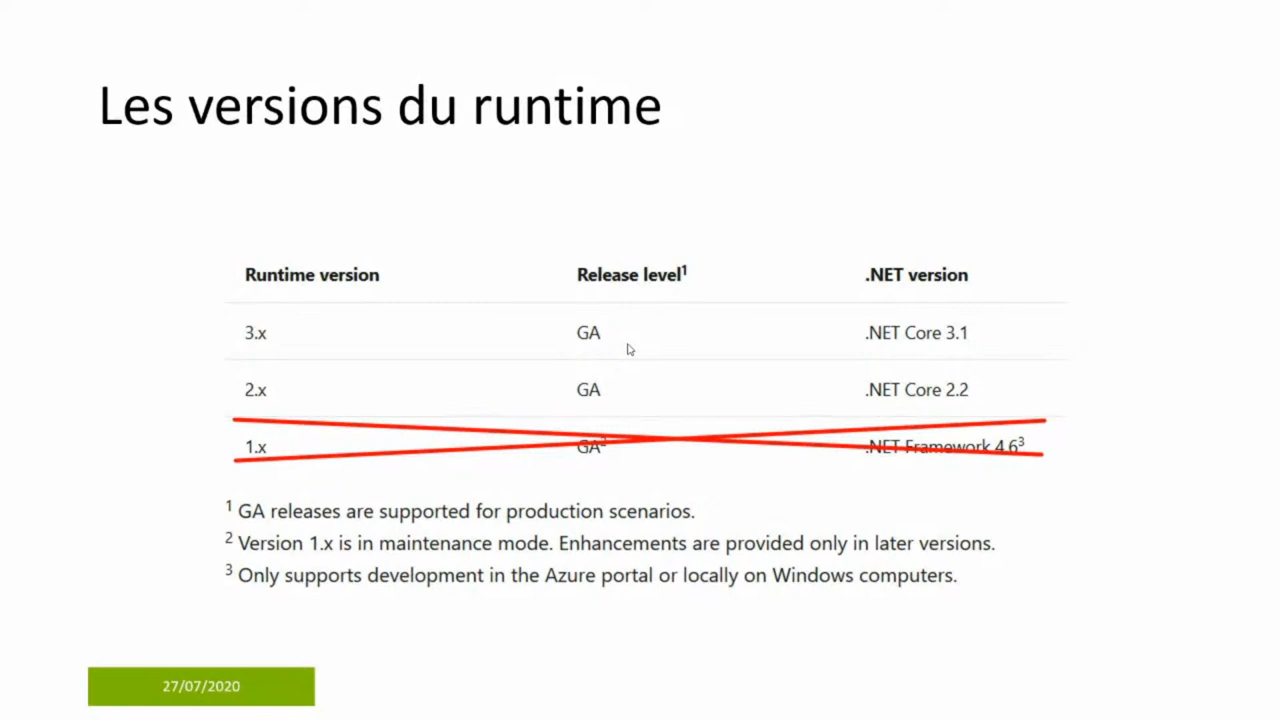 Les versions du runtime
Runtime version Release level¹ .NET version
3.x GA .NET Core 3.1
2.x GA .NET Core 2.2
1.x GA² .NET Framework 4.6³
¹ GA releases are supported for production scenarios.
² Version 1.x is in maintenance mode. Enhancements are provided only in later versions.
³ Only supports development in the Azure portal or locally on Windows computers.
27/07/2020